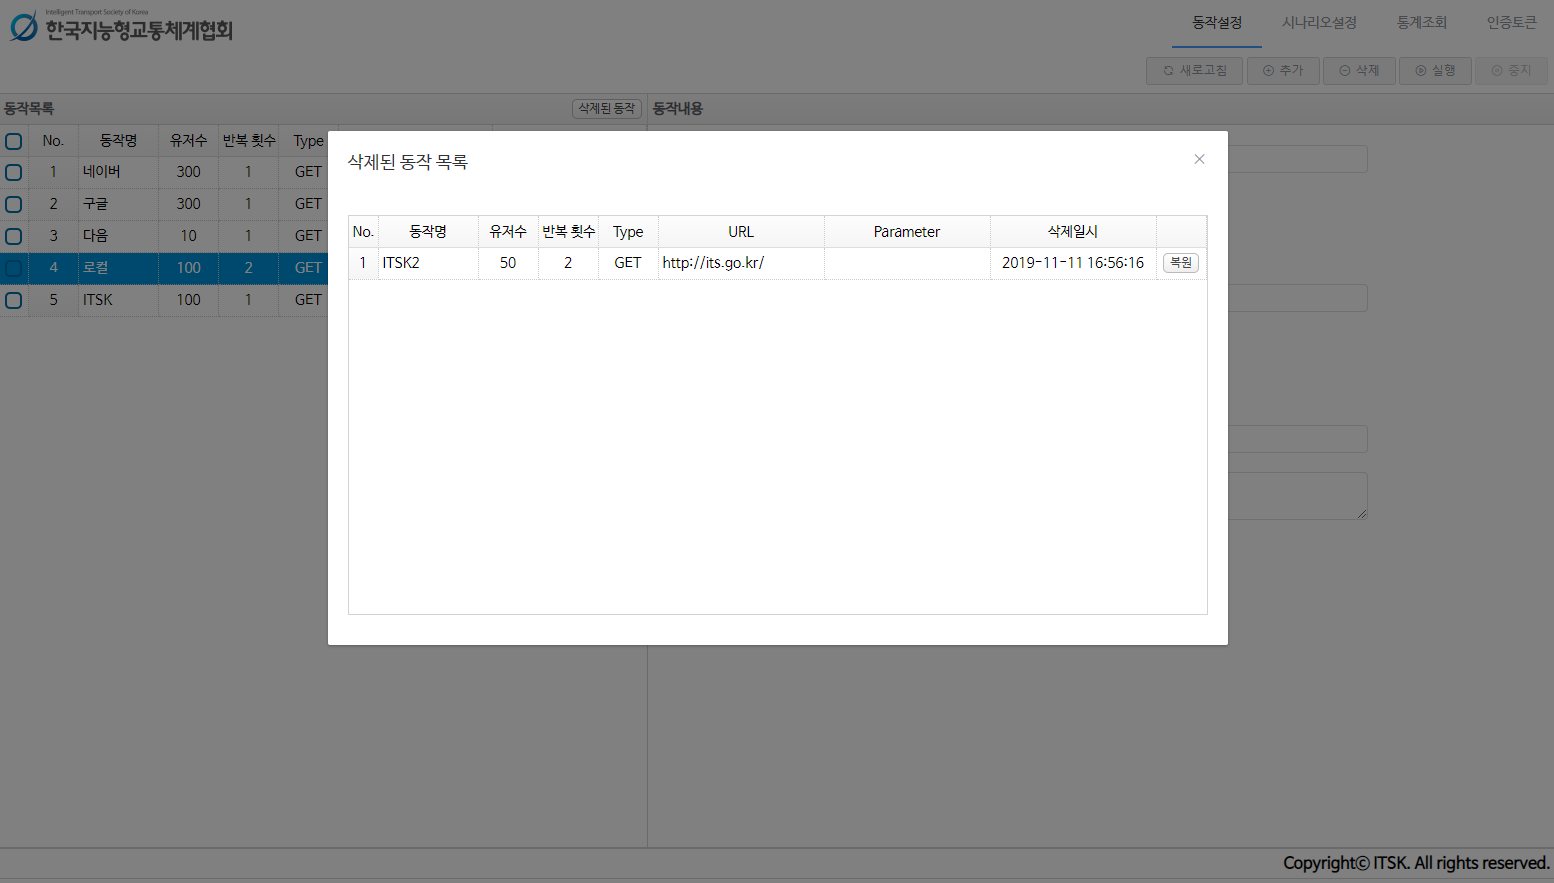 Intelligent Transport Society of Korea
한국지능형교통체계협회
동작설정 시나리오설정 통계조회 인증토큰
새로고침 추가 삭제 실행 중지
동작목록 삭제된 동작 동작내용
No. 동작명 유저수 반복 횟수 Type
1 네이버 300 1 GET
2 구글 300 1 GET
3 다음 10 1 GET
4 로컬 100 2 GET
5 ITSK 100 1 GET
삭제된 동작 목록
No. 동작명 유저수 반복 횟수 Type URL Parameter 삭제일시
1 ITSK2 50 2 GET http://its.go.kr/ 2019-11-11 16:56:16 복원
Copyright© ITSK. All rights reserved.